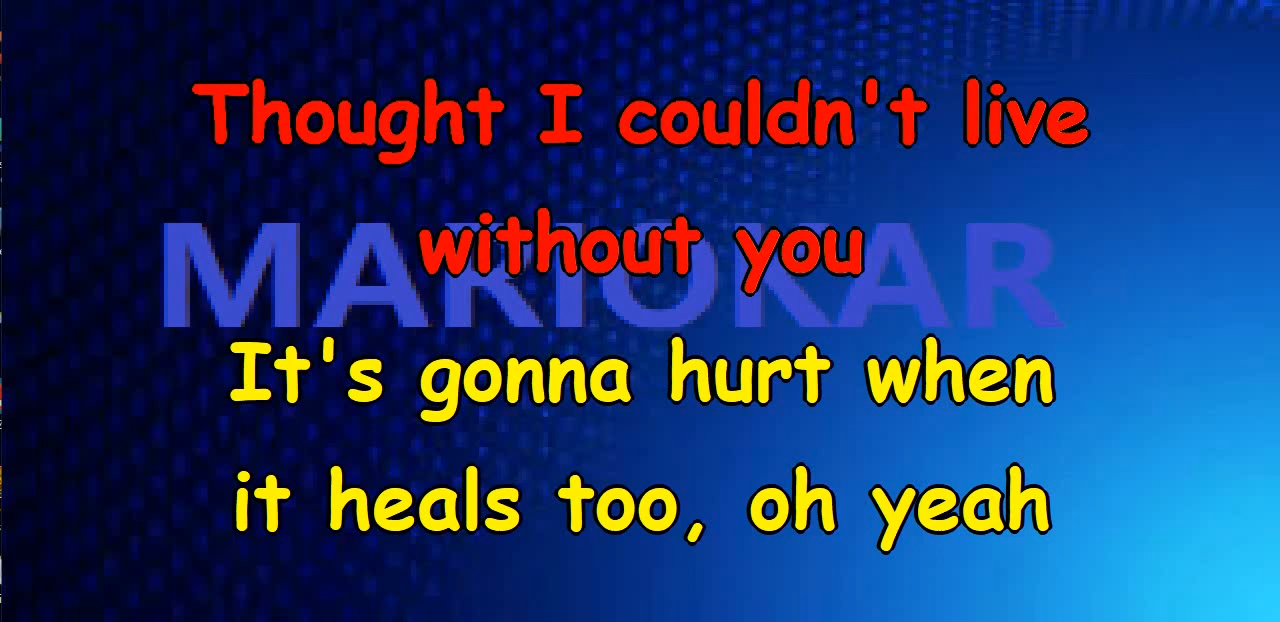 Thought I couldn't live
without you
MARIOKAR
It's gonna hurt when
it heals too, oh yeah